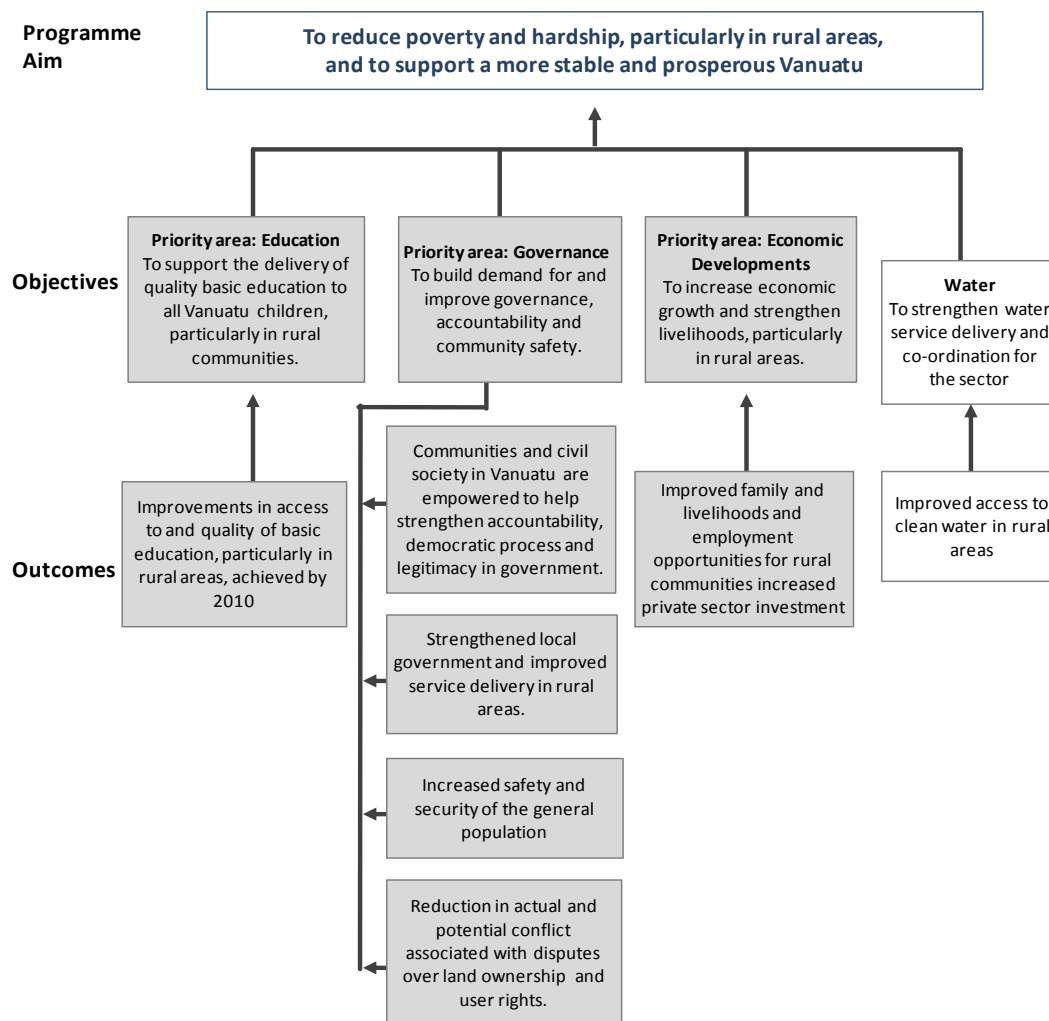 Programme
Aim
To reduce poverty and hardship, particularly in rural areas,
and to support a more stable and prosperous Vanuatu
Objectives
Priority area: Education
To support the delivery of
quality basic education to
all Vanuatu children,
particularly in rural
communities.
Priority area: Governance
To build demand for and
improve governance,
accountability and
community safety.
Priority area: Economic
Developments
To increase economic
growth and strengthen
livelihoods, particularly
in rural areas.
Water
To strengthen water
service delivery and
co-ordination for
the sector
Outcomes
Improvements in access
to and quality of basic
education, particularly in
rural areas, achieved by
2010
Communities and civil
society in Vanuatu are
empowered to help
strengthen accountability,
democratic process and
legitimacy in government.
Strengthened local
government and improved
service delivery in rural
areas.
Increased safety and
security of the general
population
Reduction in actual and
potential conflict
associated with disputes
over land ownership and
user rights.
Improved family and
livelihoods and
employment
opportunities for rural
communities increased
private sector investment
Improved access to
clean water in rural
areas